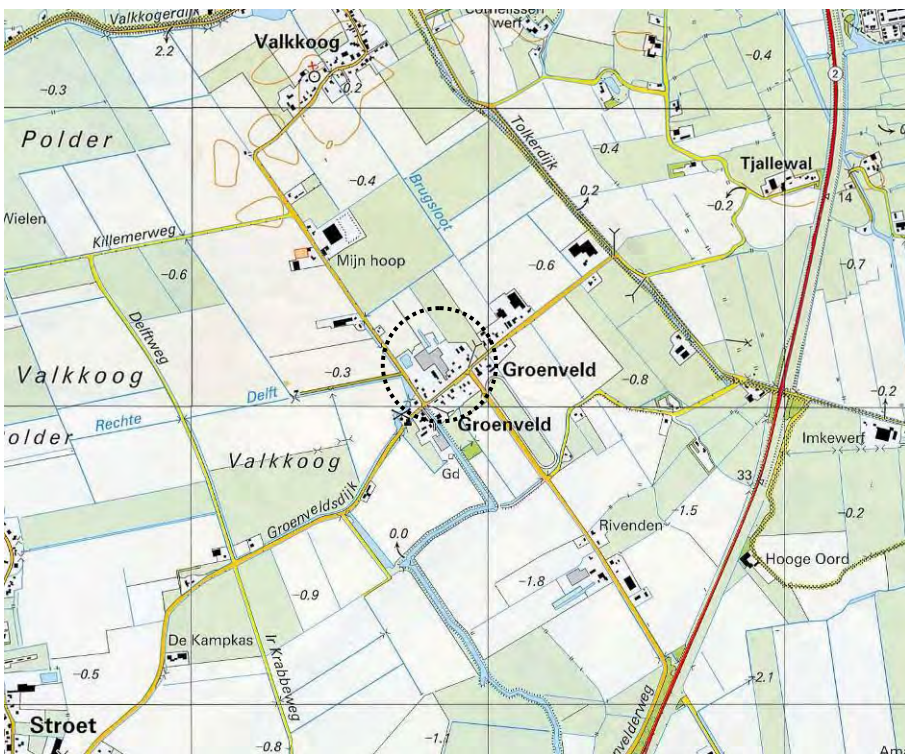 Valkkogerdijk
2.2
Valkkoog
0.2
Cornelissen
werf
-0.4
2
-0.3
Polder
0
Tolkerdijk
-0.4
Tjallewal
-0.4
Brugsloot
0.2
-0.2
14
Wielen
Killemerweg
-0.6
Mijn hoop
-0.6
-0.7
Delftweg
Valkkoog
-0.3
Groenveld
-0.8
-0.2
Rechte
Delft
Groenveld
older
Valkkoog
Imkewerf
Gd
33
Groenveldsdijk
-1.5
-0.2
0.0
Rivenden
Hooge Oord
-1.8
-0.9
De Kampkas
Ir Krabbeweg
-0.5
-2.1
nvelderweg
Stroet
-0.8
-1.1
Am